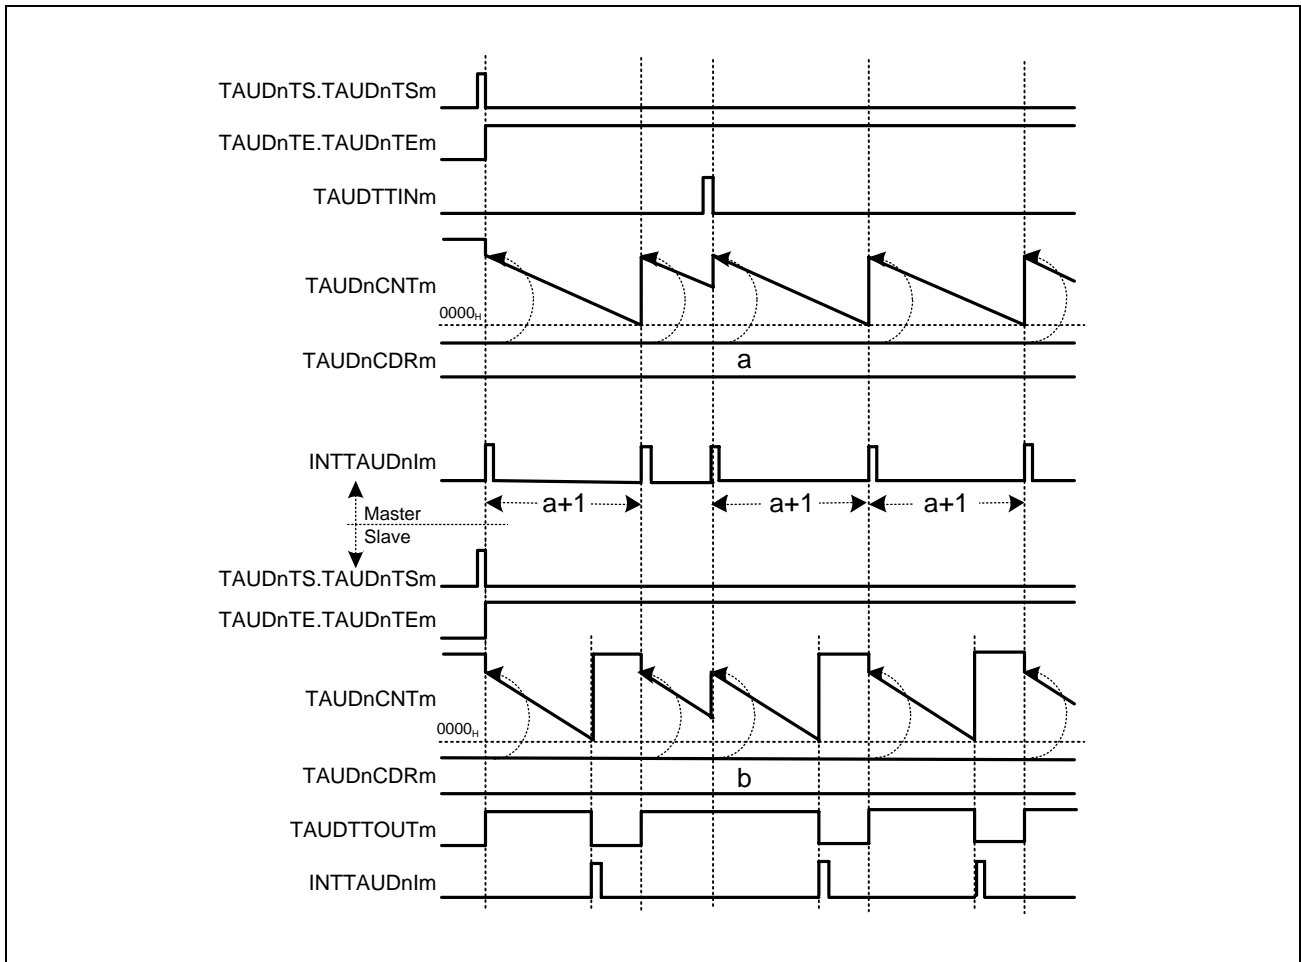 TAUDnTS.TAUDnTSm
TAUDnTE.TAUDnTEm
TAUDTTINm
TAUDnCNTm
0000H
TAUDnCDRm
a
INTTAUDnIm
a+1 a+1 a+1
Master
Slave
TAUDnTS.TAUDnTSm
TAUDnTE.TAUDnTEm
TAUDnCNTm
0000H
TAUDnCDRm
b
TAUDTTOUTm
INTTAUDnIm